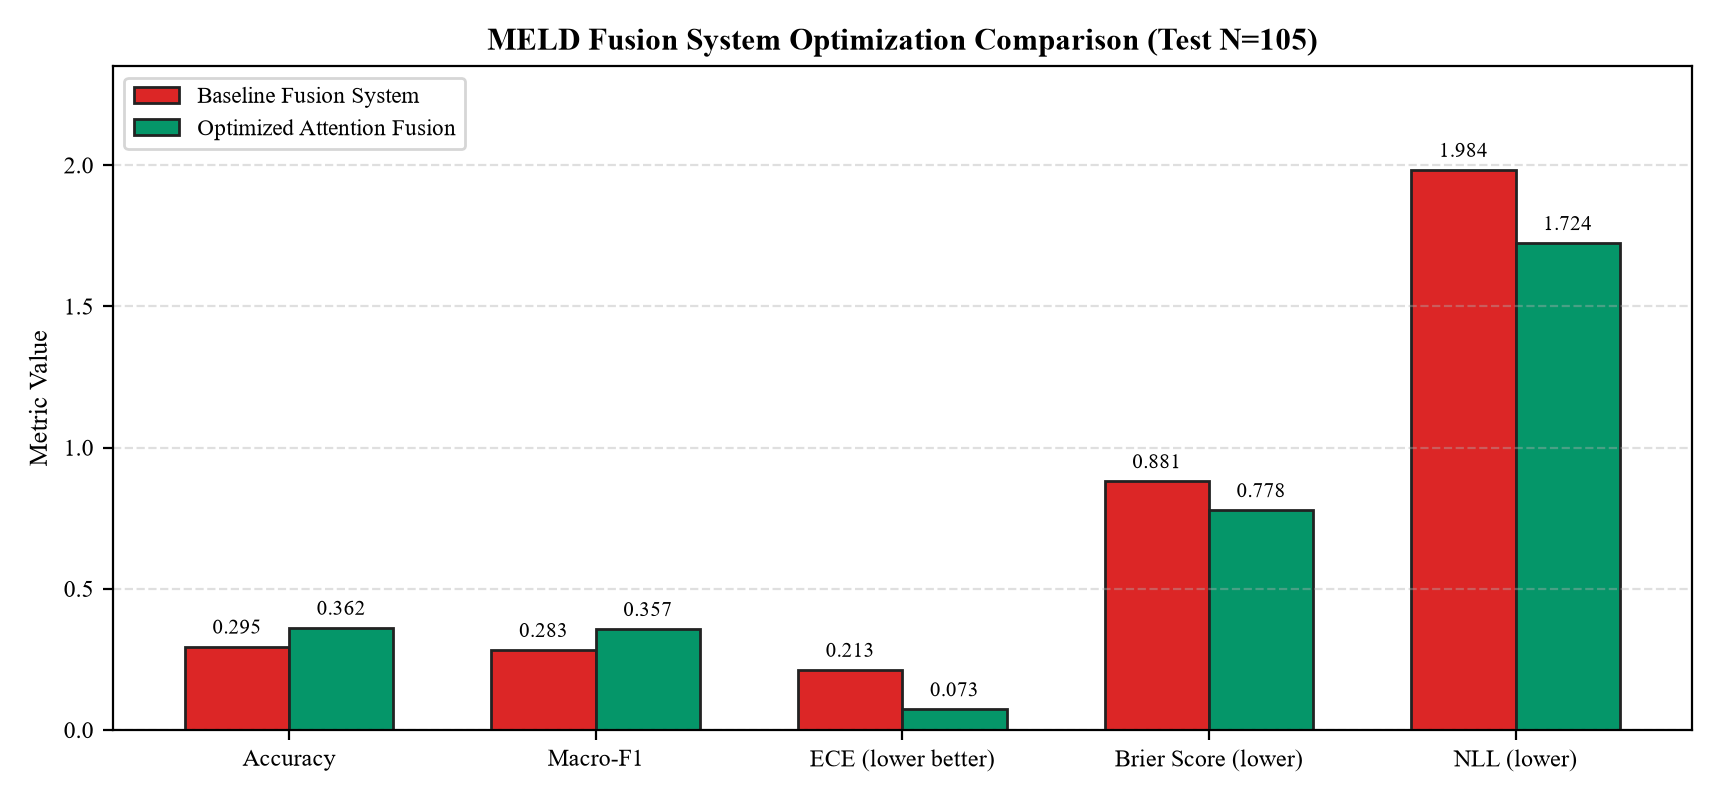 MELD Fusion System Optimization Comparison (Test N=105)
Baseline Fusion System
Optimized Attention Fusion
Metric Value
2.0
1.5
1.0
0.5
0.0
0.295
0.362
0.283
0.357
0.213
0.073
0.881
0.778
1.984
1.724
Accuracy
Macro-F1
ECE (lower better)
Brier Score (lower)
NLL (lower)